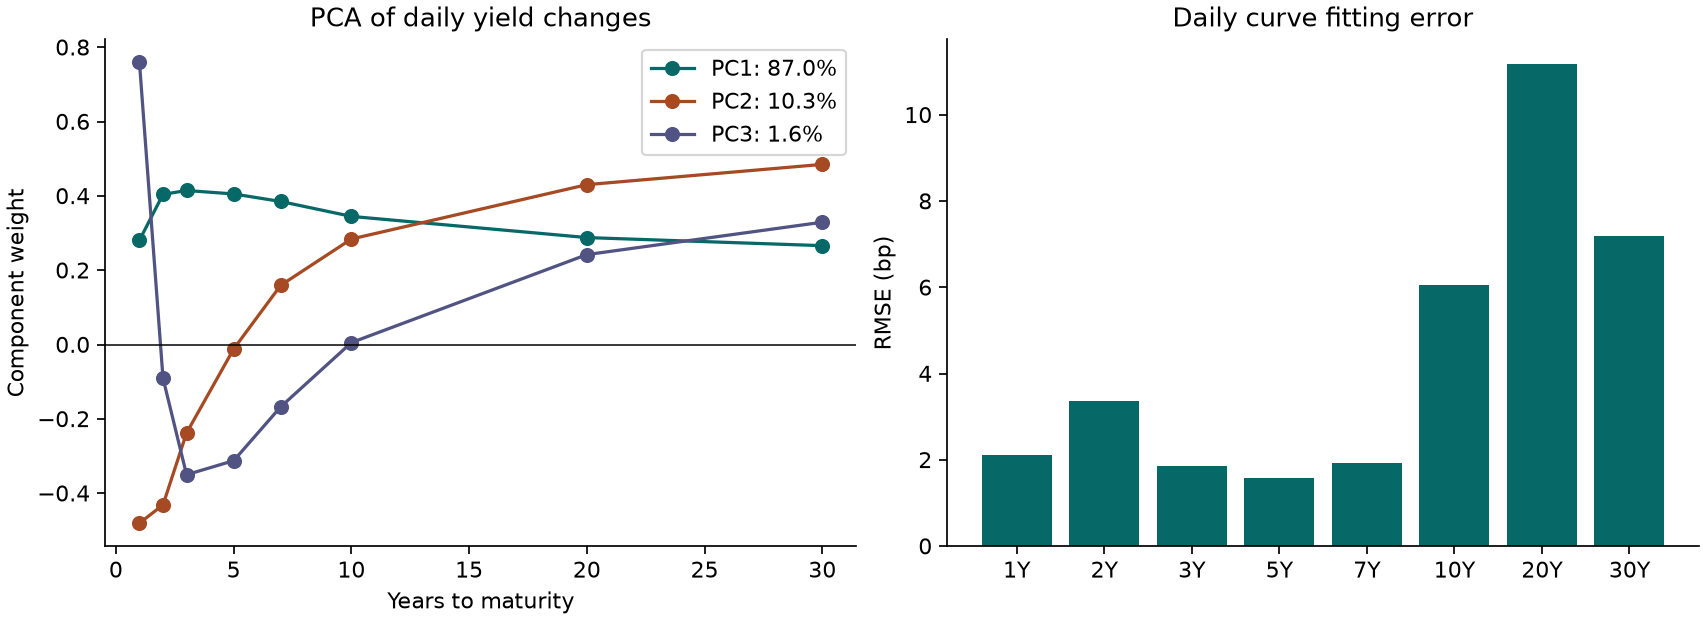 PCA of daily yield changes
0.8
0.6
0.4
0.2
0.0
−0.2
−0.4
Component weight
PC1: 87.0%
PC2: 10.3%
PC3: 1.6%
0 5 10 15 20 25 30
Years to maturity
Daily curve fitting error
10
8
6
4
2
0
RMSE (bp)
1Y 2Y 3Y 5Y 7Y 10Y 20Y 30Y